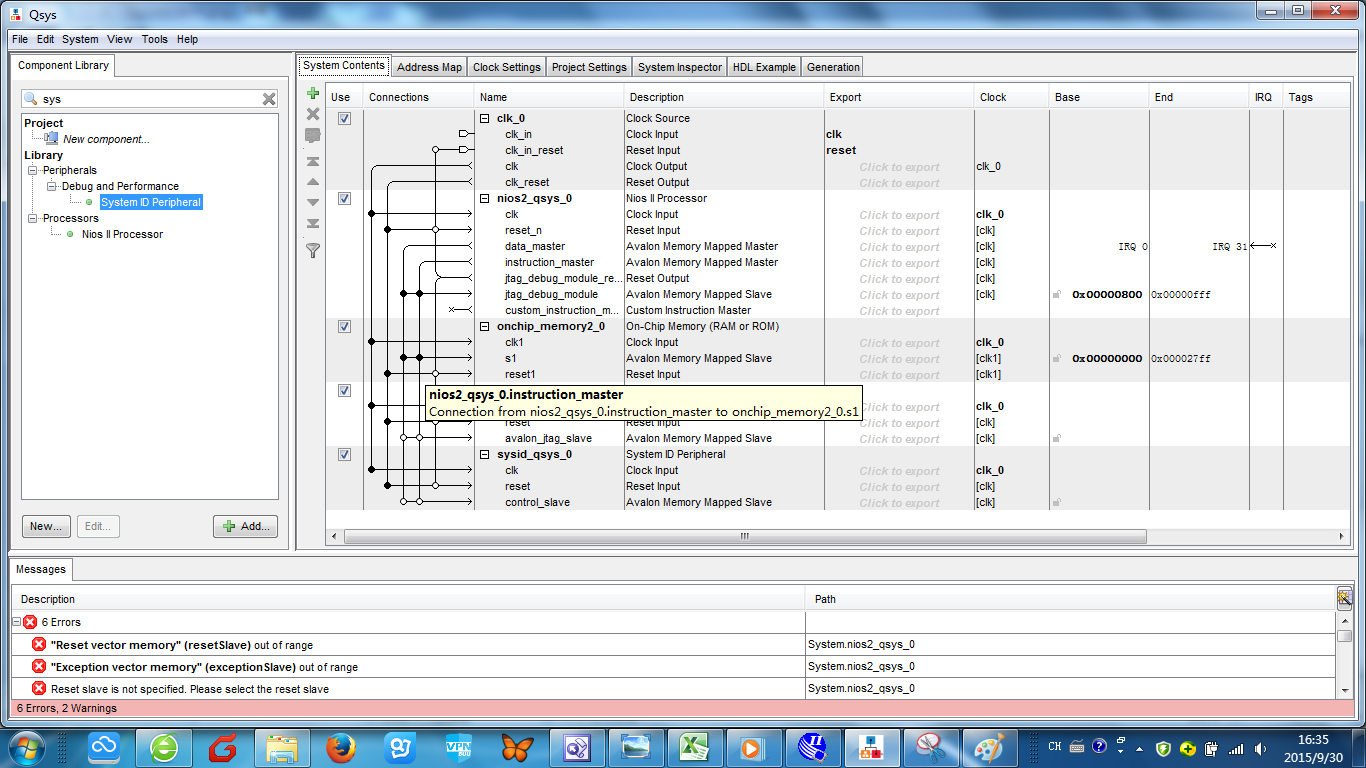 Qsys
File Edit System View Tools Help
Component Library
sys
Project
New component...
Library
Peripherals
Debug and Performance
System ID Peripheral
Processors
Nios II Processor
New... Edit... Add...
System Contents Address Map Clock Settings Project Settings System Inspector HDL Example Generation
Use Connections Name Description Export Clock Base End IRQ Tags
clk_0 Clock Source
clk_in Clock Input clk
clk_in_reset Reset Input reset
clk Clock Output Click to export clk_0
clk_reset Reset Output Click to export
nios2_qsys_0 Nios II Processor
clk Clock Input Click to export clk_0
reset_n Reset Input Click to export [clk]
data_master Avalon Memory Mapped Master Click to export [clk] IRQ 0 IRQ 31
instruction_master Avalon Memory Mapped Master Click to export [clk]
jtag_debug_module_re... Reset Output Click to export [clk]
jtag_debug_module Avalon Memory Mapped Slave Click to export [clk] 0x00000800 0x00000fff
custom_instruction_m... Custom Instruction Master Click to export
onchip_memory2_0 On-Chip Memory (RAM or ROM)
clk1 Clock Input Click to export clk_0
s1 Avalon Memory Mapped Slave Click to export [clk1] 0x00000000 0x000027ff
reset1 Reset Input Click to export [clk1]
nios2_qsys_0.instruction_master
Connection from nios2_qsys_0.instruction_master to onchip_memory2_0.s1
Click to export clk_0
reset Reset Input Click to export [clk]
avalon_jtag_slave Avalon Memory Mapped Slave Click to export [clk]
sysid_qsys_0 System ID Peripheral
clk Clock Input Click to export clk_0
reset Reset Input Click to export [clk]
control_slave Avalon Memory Mapped Slave Click to export [clk]
Messages
Description Path
6 Errors
"Reset vector memory" (resetSlave) out of range System.nios2_qsys_0
"Exception vector memory" (exceptionSlave) out of range System.nios2_qsys_0
Reset slave is not specified. Please select the reset slave System.nios2_qsys_0
6 Errors, 2 Warnings
VPN
CH
16:35
2015/9/30